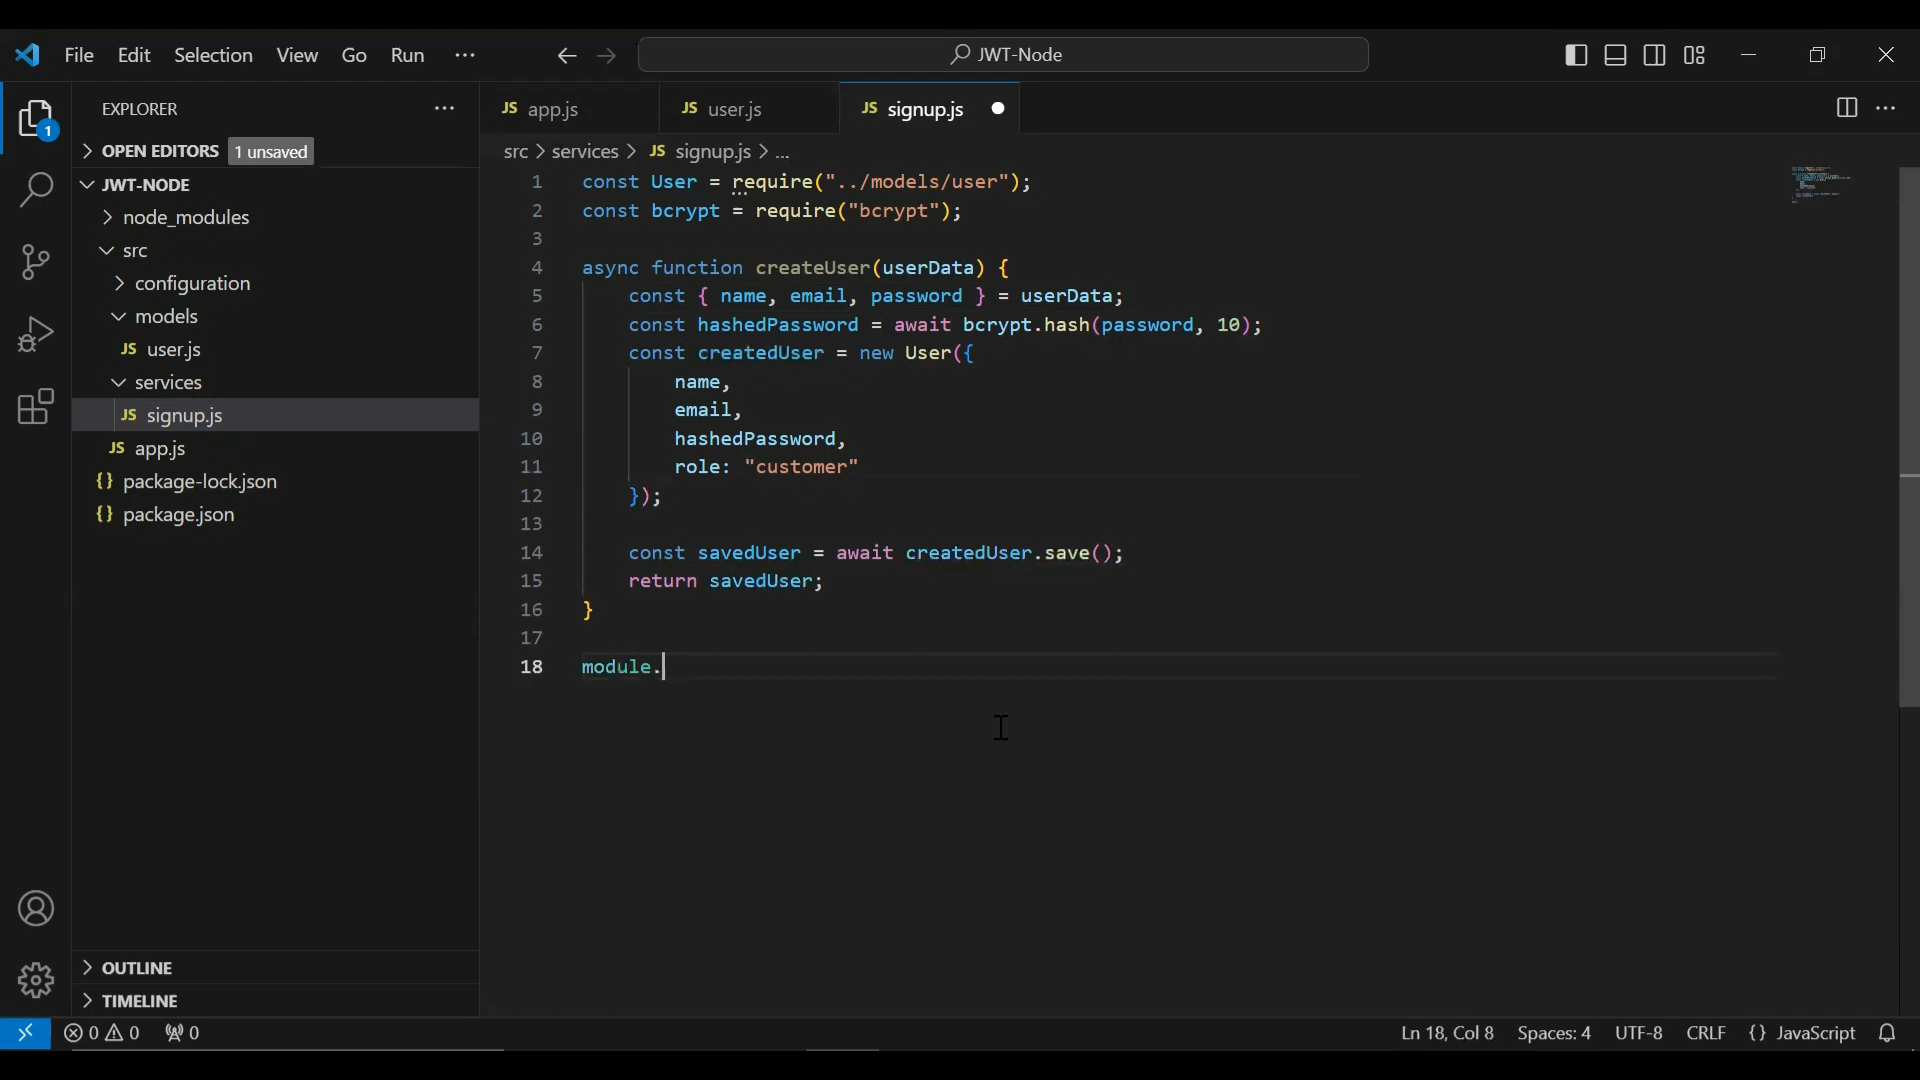 File Edit Selection View Go Run ...
JWT-Node
EXPLORER ...
JS app.js
JS user.js
JS signup.js
1
OPEN EDITORS 1 unsaved
src > services > JS signup.js > ...
JWT-NODE
node_modules
src
configuration
models
JS user.js
services
JS signup.js
JS app.js
{} package-lock.json
{} package.json
1 const User = require("../models/user");
2 const bcrypt = require("bcrypt");
3
4 async function createUser(userData) {
5 const { name, email, password } = userData;
6 const hashedPassword = await bcrypt.hash(password, 10);
7 const createdUser = new User({
8 name,
9 email,
10 hashedPassword,
11 role: "customer"
12 });
13
14 const savedUser = await createdUser.save();
15 return savedUser;
16 }
17
18 module.
OUTLINE
TIMELINE
0 0 0
Ln 18, Col 8 Spaces: 4 UTF-8 CRLF {} JavaScript